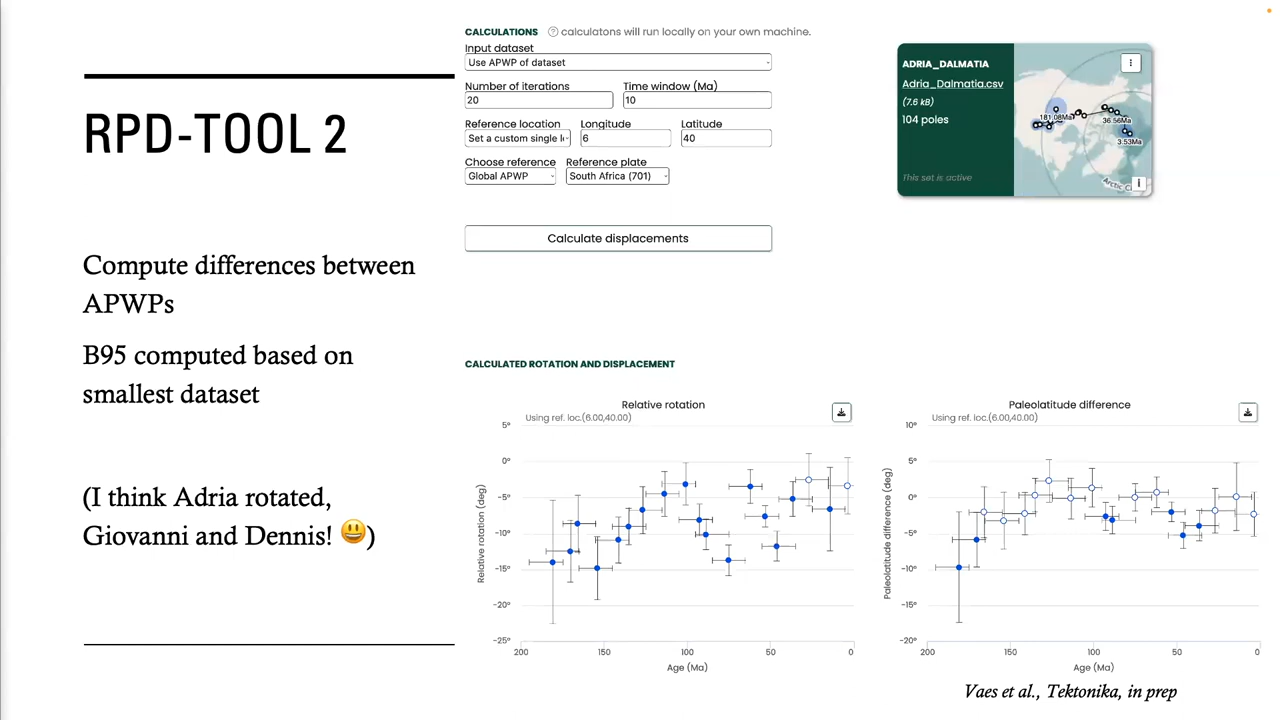 RPD-TOOL 2
Compute differences between
APWPs
B95 computed based on
smallest dataset
(I think Adria rotated,
Giovanni and Dennis! 😃)
CALCULATIONS ? calculatons will run locally on your own machine.
Input dataset
Use APWP of dataset
Number of iterations Time window (Ma)
20 10
Reference location Longitude Latitude
Set a custom single l 6 40
Choose reference Reference plate
Global APWP South Africa (701)
Calculate displacements
ADRIA_DALMATIA
Adria_Dalmatia.csv
(7.6 kB)
104 poles
This set is active
181.08Ma
36.56Ma
3.53Ma
Arctic C
i
CALCULATED ROTATION AND DISPLACEMENT
Relative rotation
Using ref. loc.(6.00,40.00)
Relative rotation (deg)
5°
0°
-5°
-10°
-15°
-20°
-25°
200 150 100 50 0
Age (Ma)
Paleolatitude difference
Using ref. loc.(6.00,40.00)
Paleolatitude difference (deg)
10°
5°
0°
-5°
-10°
-15°
-20°
200 150 100 50 0
Age (Ma)
Vaes et al., Tektonika, in prep